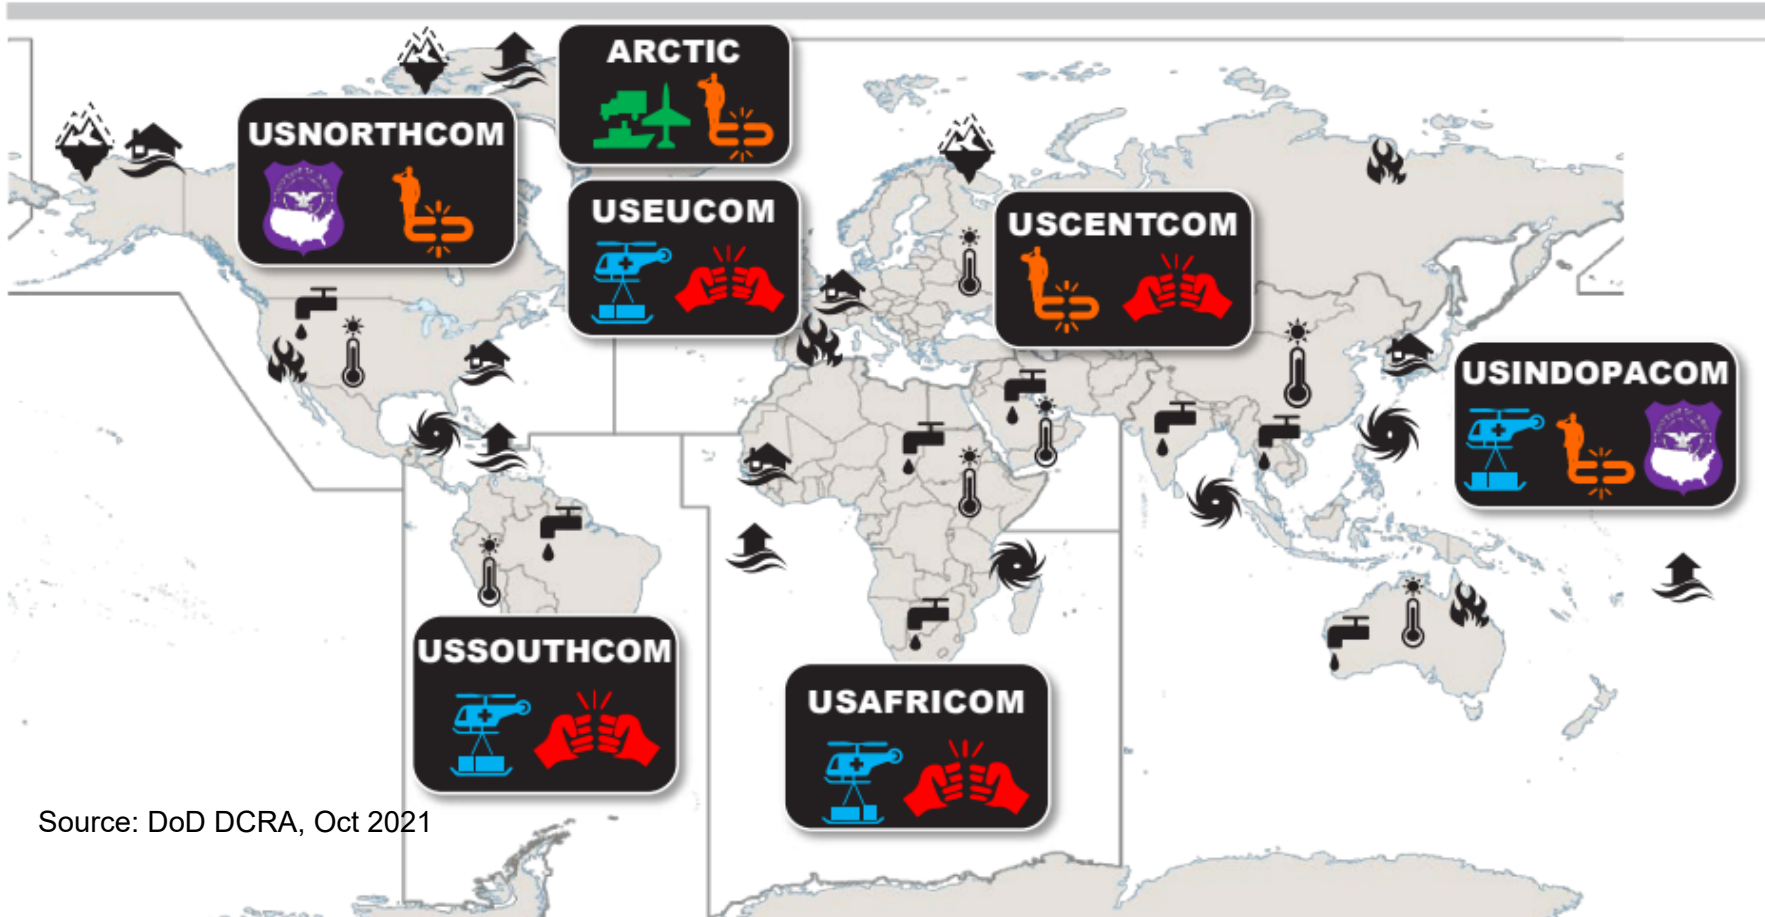 ARCTIC
USNORTHCOM
USEUCOM
USCENTCOM
USINDOPACOM
USSOUTHCOM
USAFRICOM
Source: DoD DCRA, Oct 2021